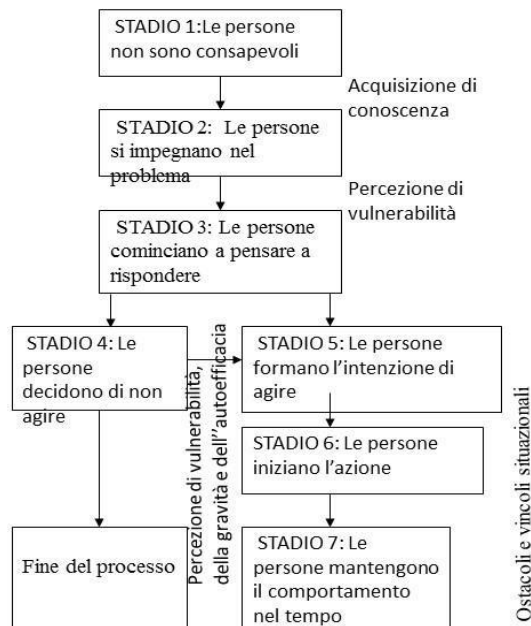 STADIO 1:Le persone
non sono consapevoli
Acquisizione di
conoscenza
STADIO 2: Le persone
si impegnano nel
problema
Percezione di
vulnerabilità
STADIO 3: Le persone
cominciano a pensare a
rispondere
STADIO 4: Le
persone
decidono di non
agire
Percezione di vulnerabilità,
della gravità e dell''autoefficacia
STADIO 5: Le persone
formano l'intenzione di
agire
STADIO 6: Le persone
iniziano l'azione
Ostacoli e vincoli situazionali
Fine del processo
STADIO 7: Le
persone mantengono
il comportamento
nel tempo